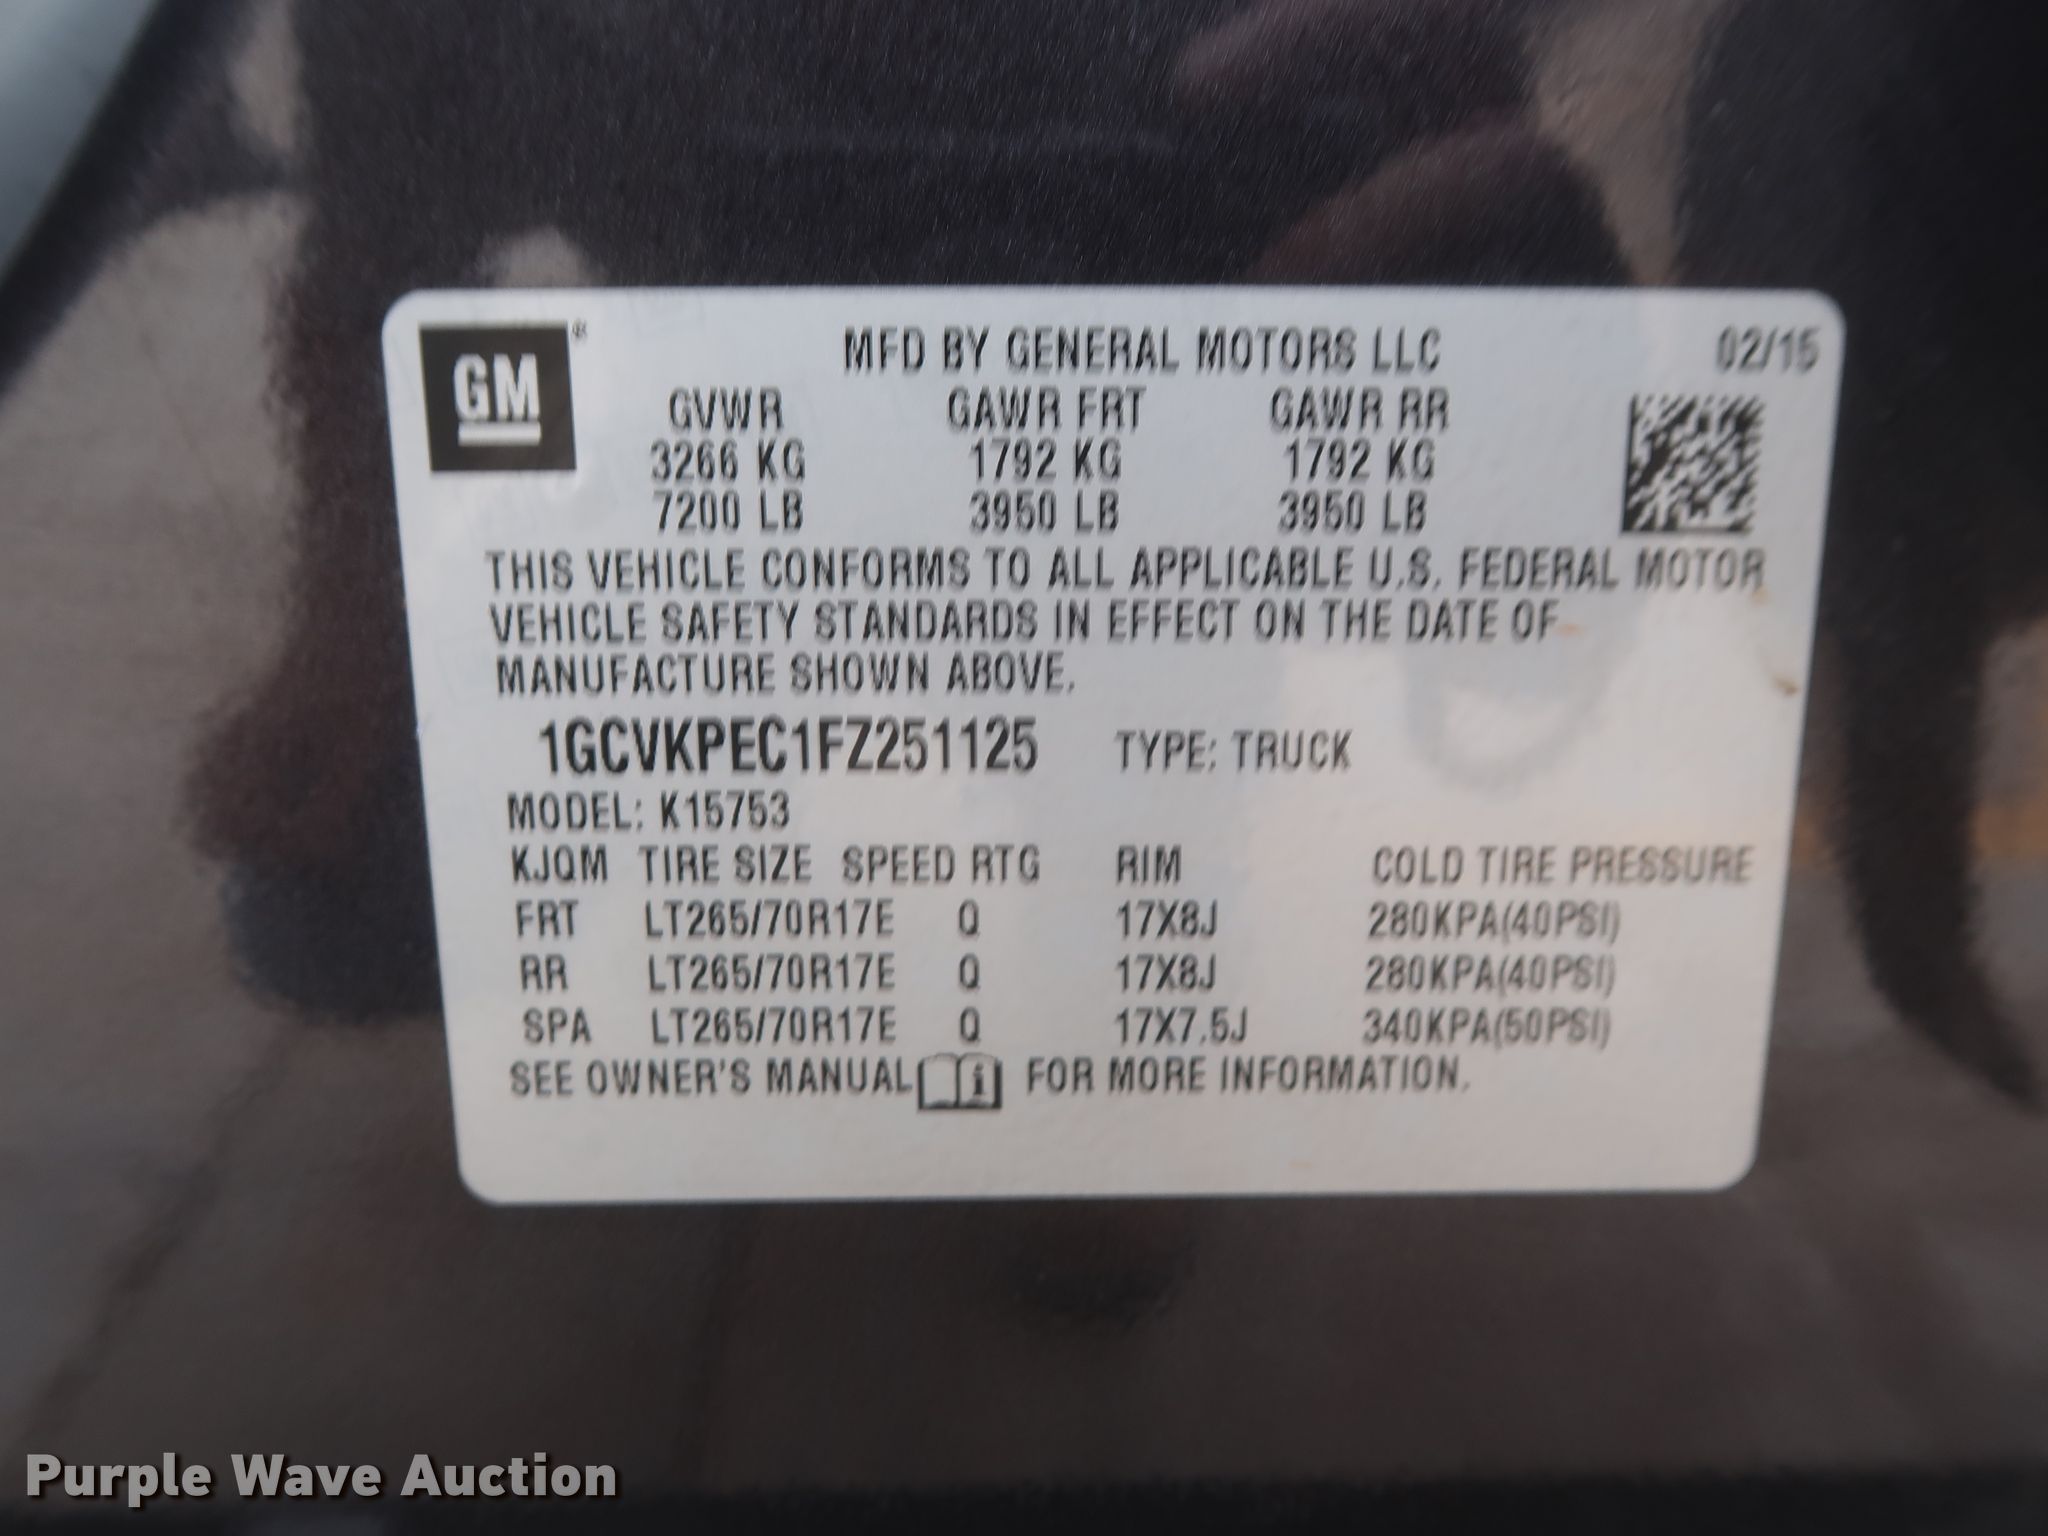 GM®
MFD BY GENERAL MOTORS LLC 02/15
GVWR GAWR FRT GAWR RR
3266 KG 1792 KG 1792 KG
7200 LB 3950 LB 3950 LB
THIS VEHICLE CONFORMS TO ALL APPLICABLE U.S. FEDERAL MOTOR
VEHICLE SAFETY STANDARDS IN EFFECT ON THE DATE OF
MANUFACTURE SHOWN ABOVE.
1GCVKPEC1FZ251125 TYPE: TRUCK
MODEL: K15753
KJQM TIRE SIZE SPEED RTG RIM COLD TIRE PRESSURE
FRT LT265/70R17E Q 17X8J 280KPA(40PSI)
RR LT265/70R17E Q 17X8J 280KPA(40PSI)
SPA LT265/70R17E Q 17X7.5J 340KPA(50PSI)
SEE OWNER'S MANUAL i FOR MORE INFORMATION.
Purple Wave Auction